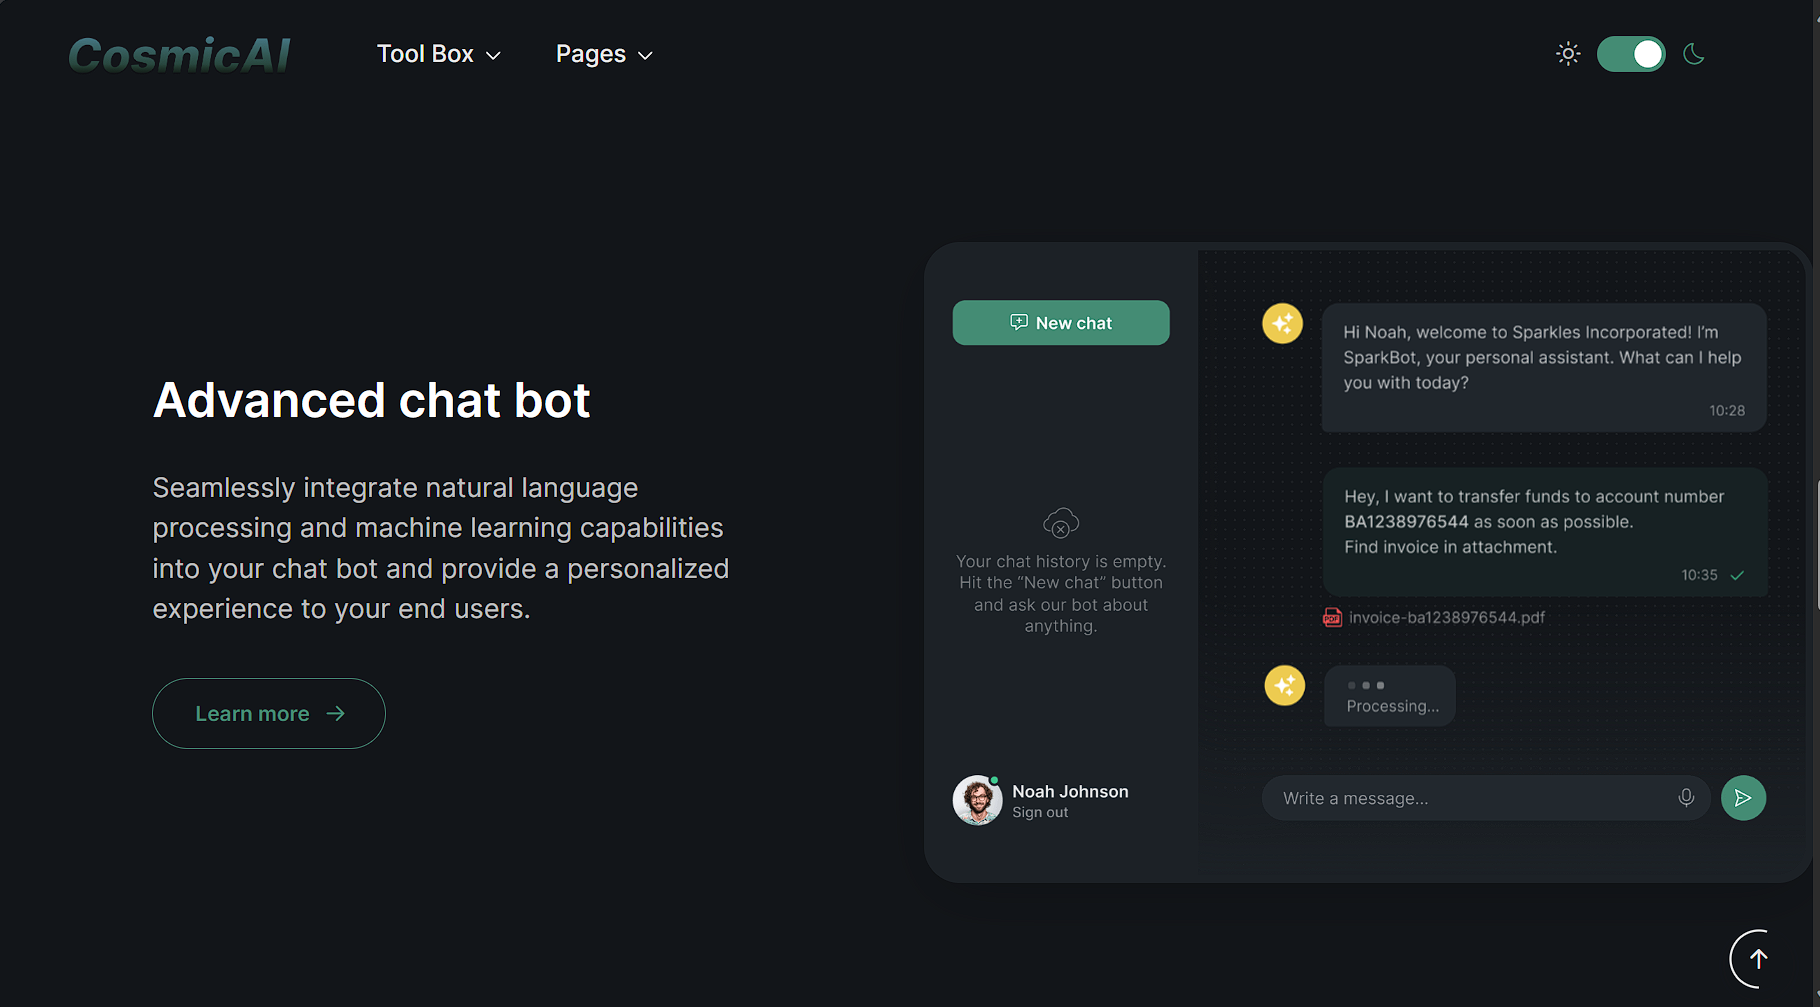 CosmicAI
Tool Box
Pages
Advanced chat bot
Seamlessly integrate natural language
processing and machine learning capabilities
into your chat bot and provide a personalized
experience to your end users.
Learn more
New chat
Your chat history is empty.
Hit the “New chat” button
and ask our bot about
anything.
Noah Johnson
Sign out
Hi Noah, welcome to Sparkles Incorporated! I’m
SparkBot, your personal assistant. What can I help
you with today?
10:28
Hey, I want to transfer funds to account number
BA1238976544 as soon as possible.
Find invoice in attachment.
10:35
PDF
invoice-ba1238976544.pdf
Processing...
Write a message...